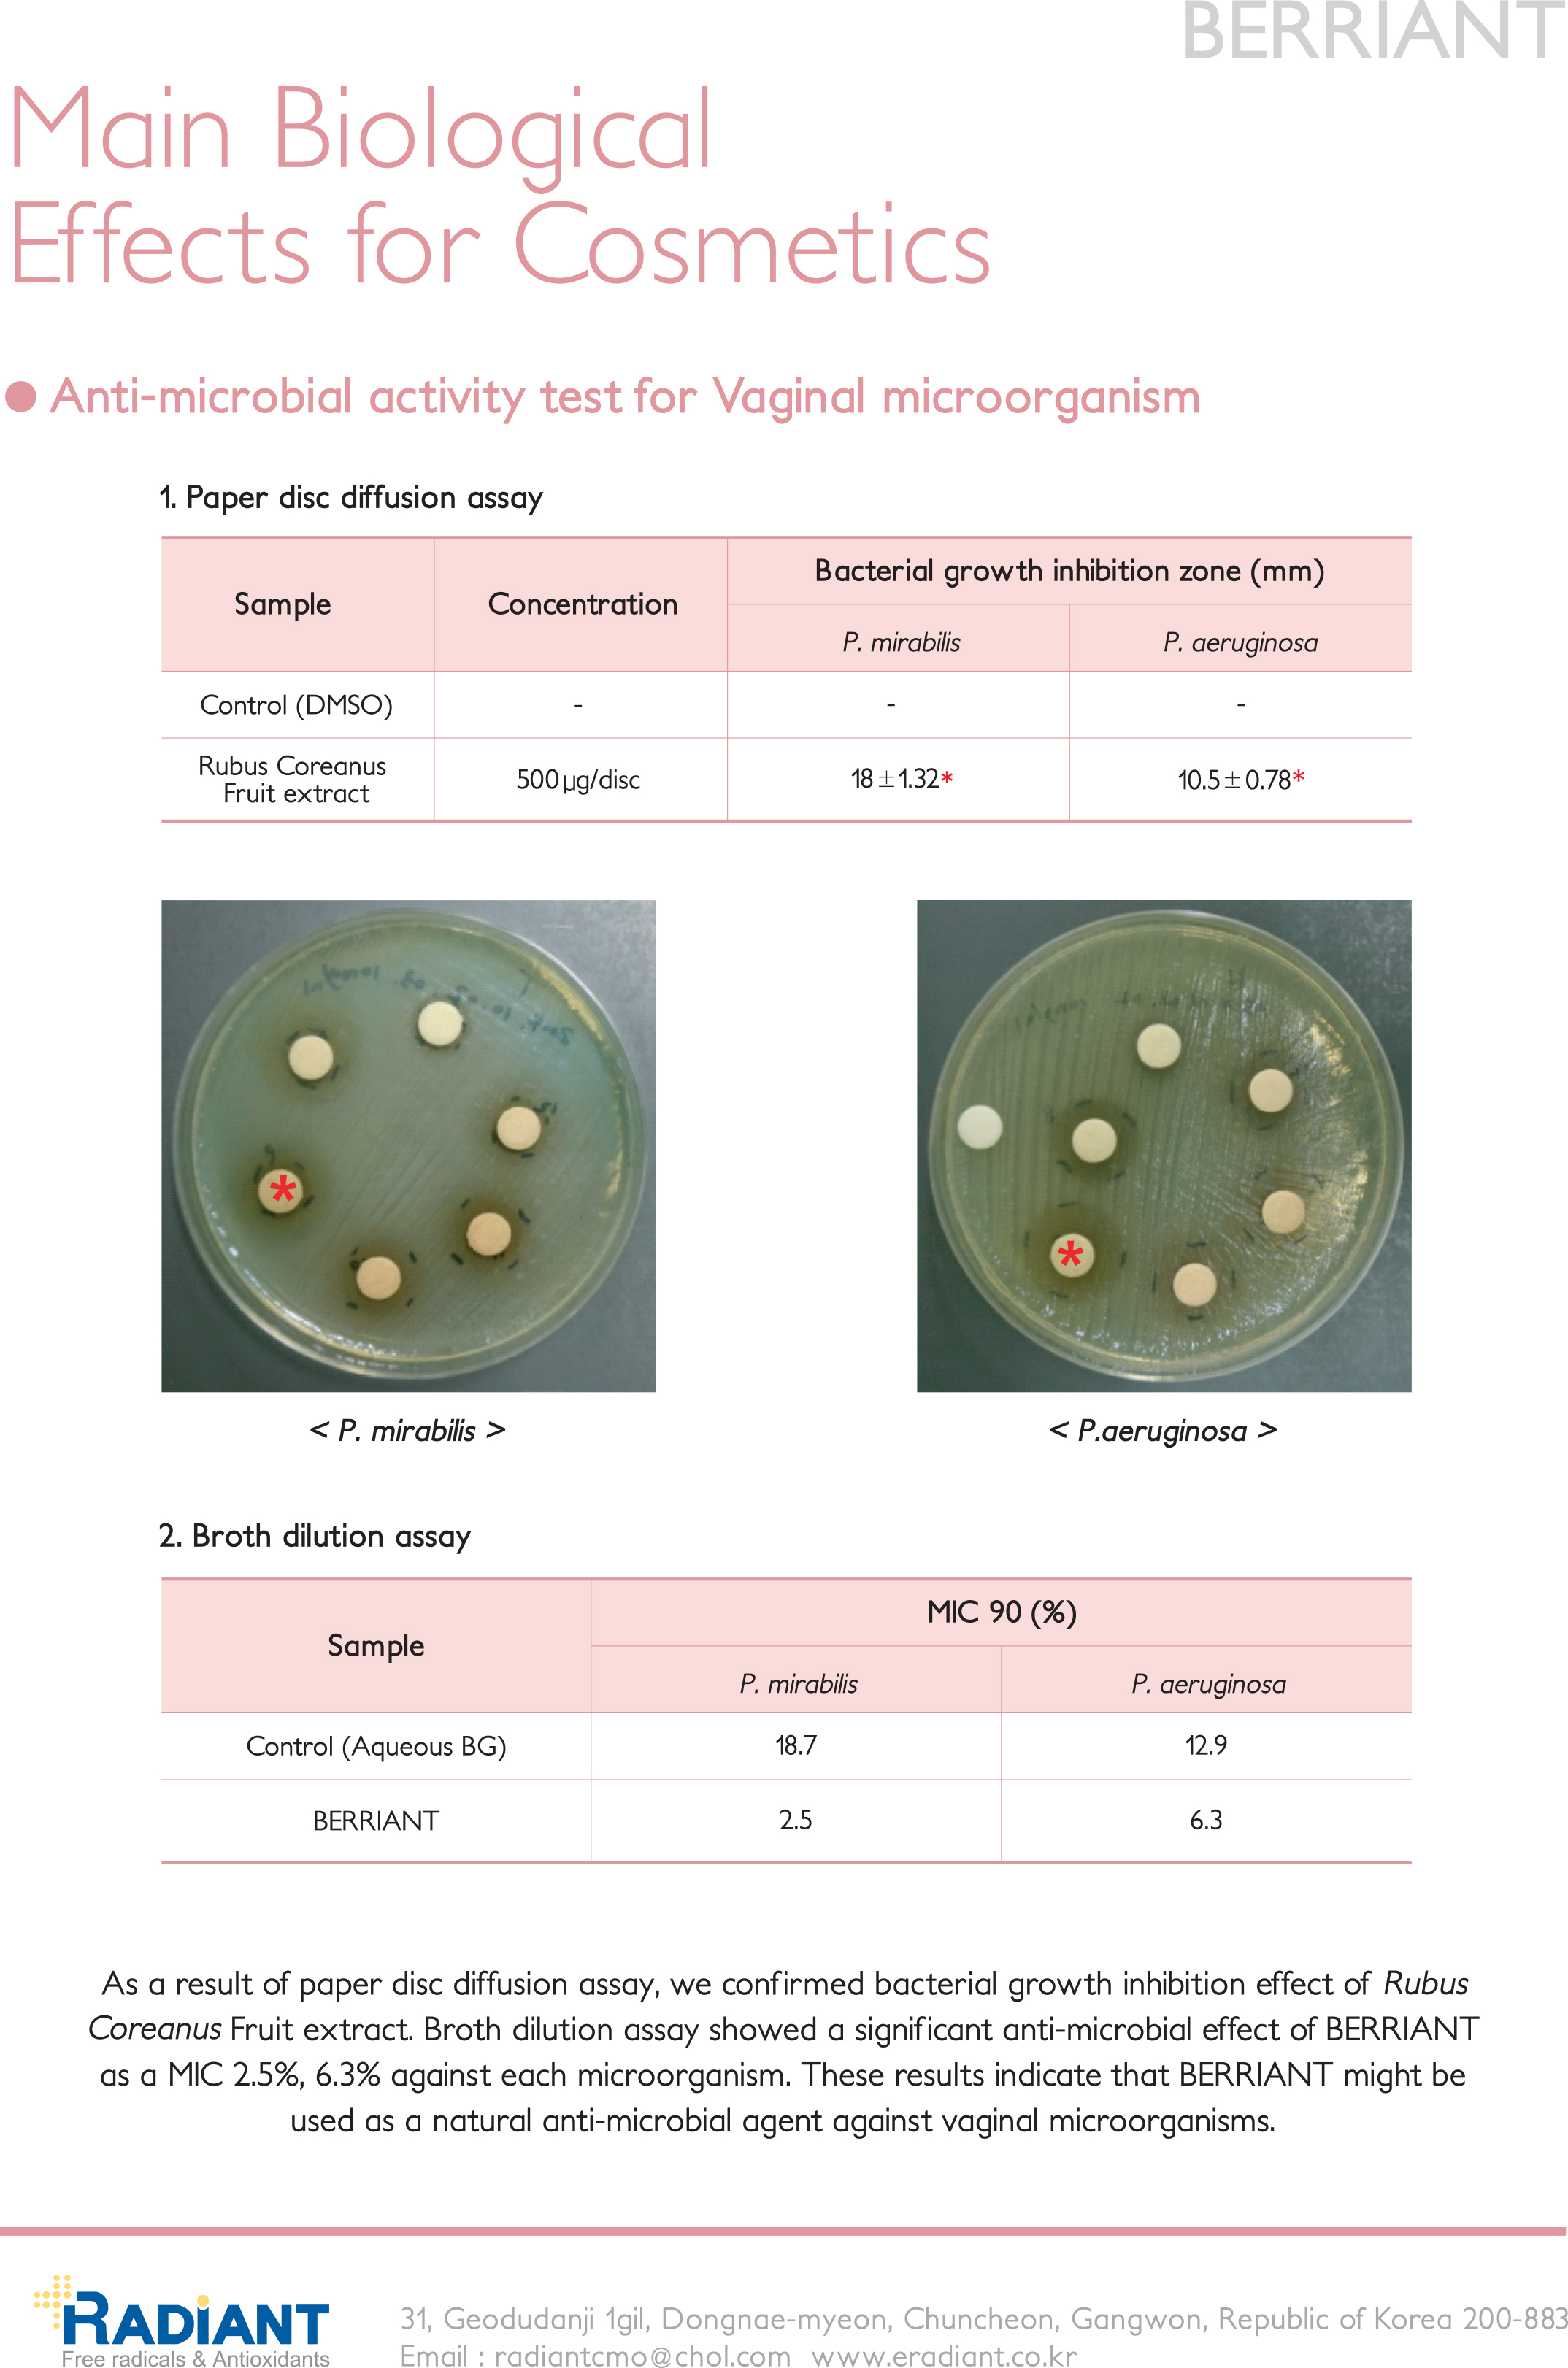 BERRIANT
Main Biological
Effects for Cosmetics
● Anti-microbial activity test for Vaginal microorganism
1. Paper disc diffusion assay
Sample
Concentration
Bacterial growth inhibition zone (mm)
P. mirabilis
P. aeruginosa
Control (DMSO)
-
-
-
Rubus Coreanus
Fruit extract
500µg/disc
18±1.32*
10.5±0.78*
*
*
< P. mirabilis >
< P.aeruginosa >
2. Broth dilution assay
Sample
MIC 90 (%)
P. mirabilis
P. aeruginosa
Control (Aqueous BG)
18.7
12.9
BERRIANT
2.5
6.3
As a result of paper disc diffusion assay, we confirmed bacterial growth inhibition effect of Rubus
Coreanus Fruit extract. Broth dilution assay showed a significant anti-microbial effect of BERRIANT
as a MIC 2.5%, 6.3% against each microorganism. These results indicate that BERRIANT might be
used as a natural anti-microbial agent against vaginal microorganisms.
RADiANT
Free radicals & Antioxidants
31, Geodudanji 1gil, Dongnae-myeon, Chuncheon, Gangwon, Republic of Korea 200-883
Email : radiantcmo@chol.com www.eradiant.co.kr